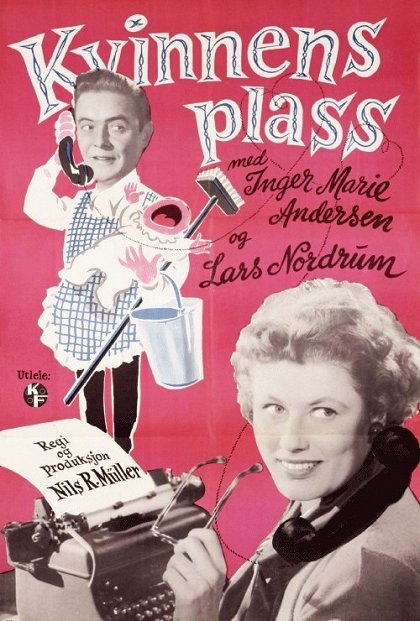 Kvinnens
plass
med
Inger Marie
Andersen
og
Lars Nordrum
Utleie:
KF
Regi
og
Produksjon
Nils R. Müller